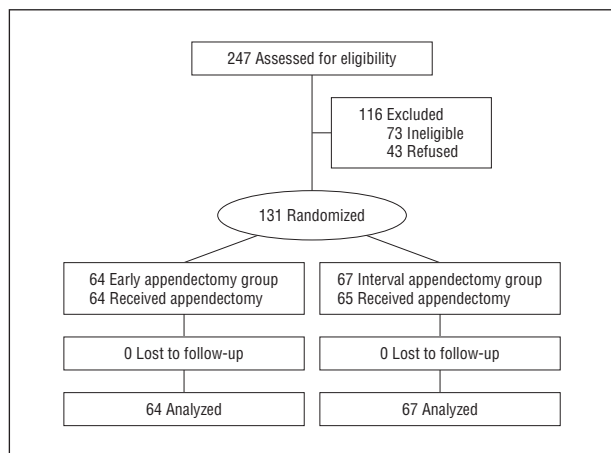 247 Assessed for eligibility
116 Excluded
73 Ineligible
43 Refused
131 Randomized
64 Early appendectomy group
64 Received appendectomy
67 Interval appendectomy group
65 Received appendectomy
0 Lost to follow-up
0 Lost to follow-up
64 Analyzed
67 Analyzed